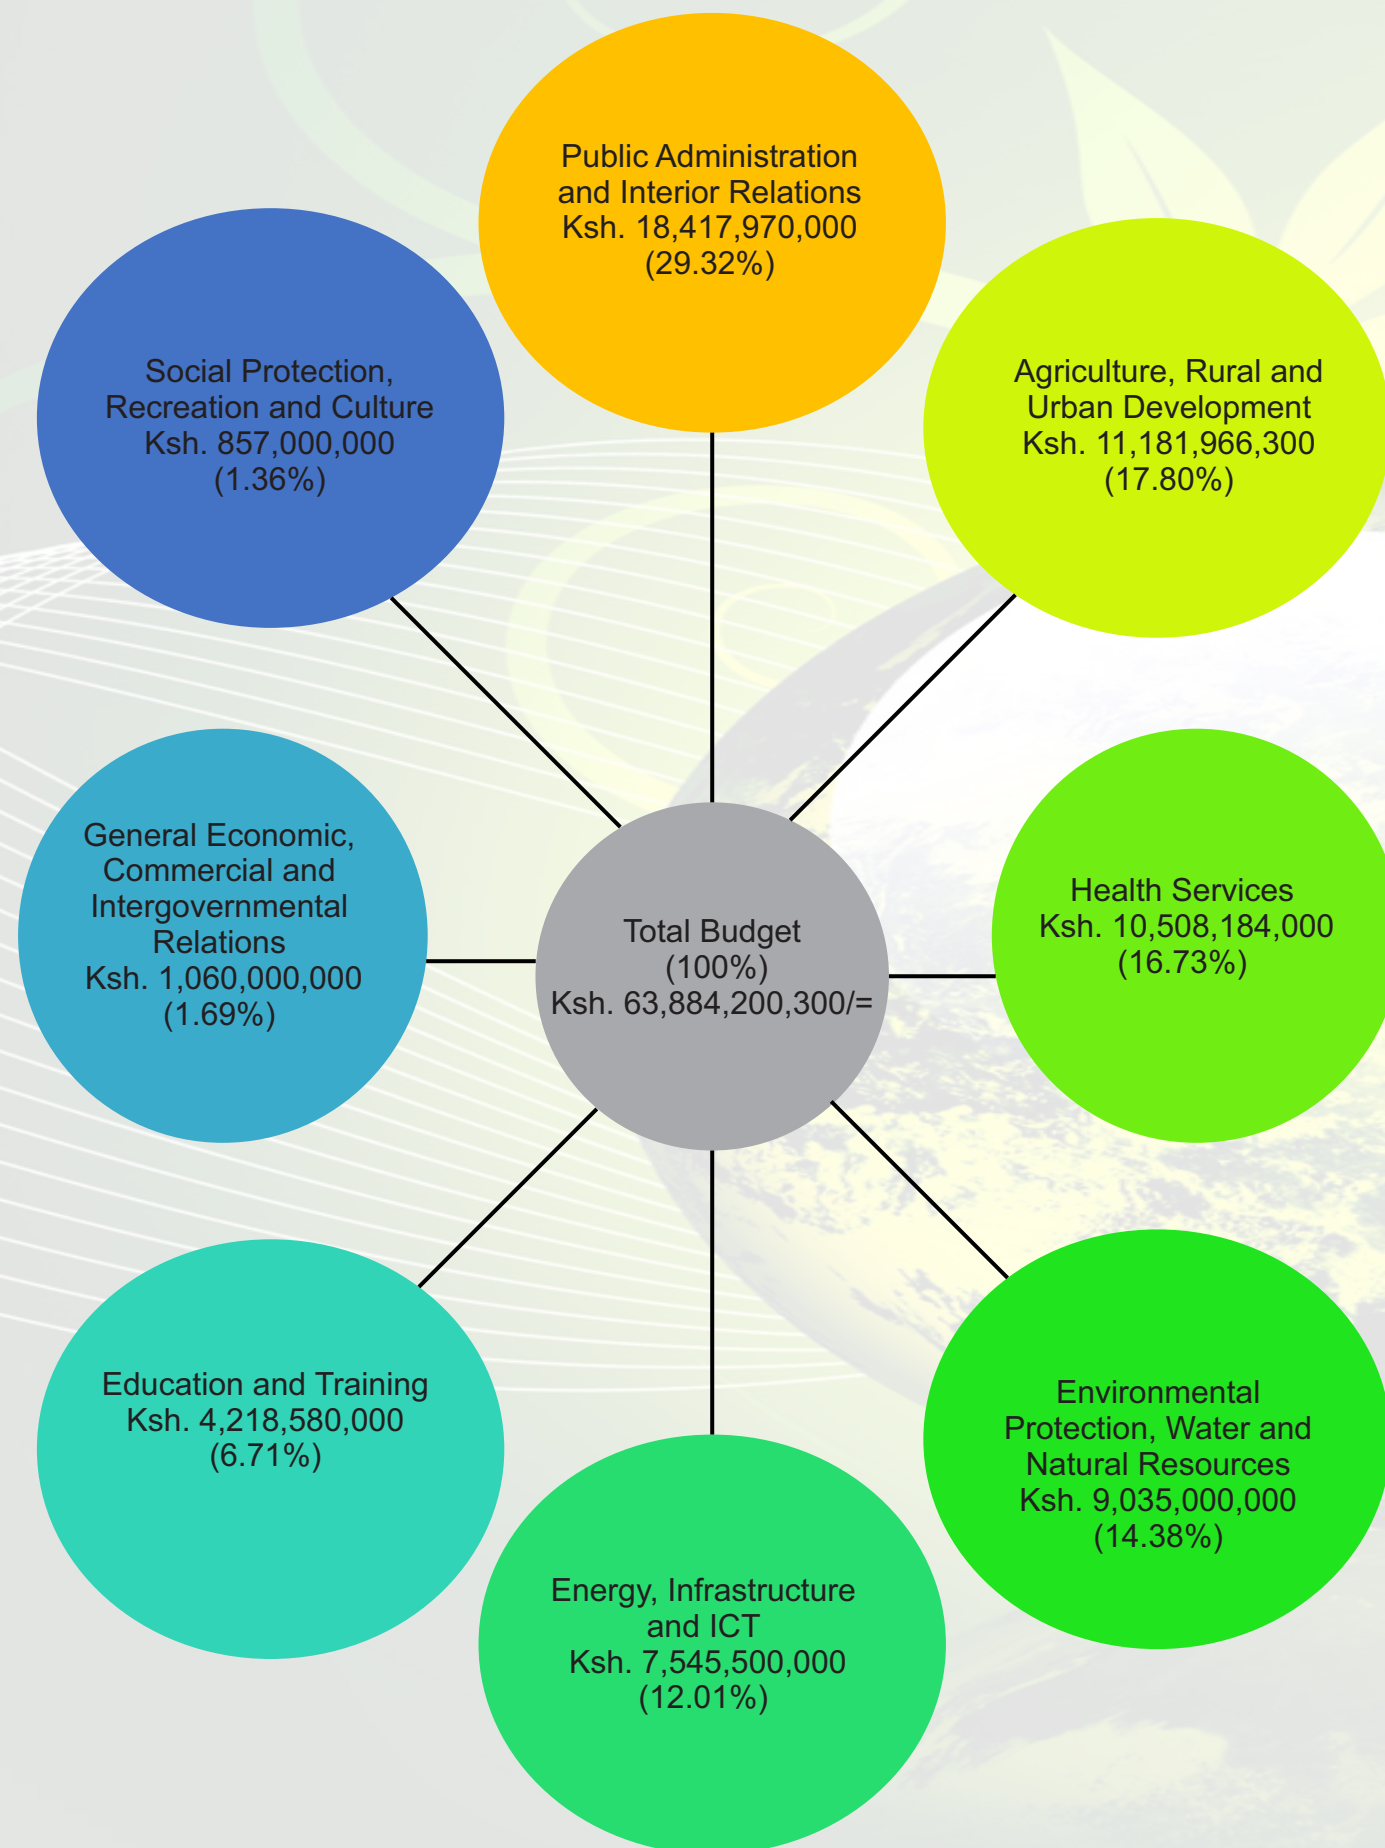 Public Administration
and Interior Relations
Ksh. 18,417,970,000
(29.32%)
Social Protection,
Recreation and Culture
Ksh. 857,000,000
(1.36%)
Agriculture, Rural and
Urban Development
Ksh. 11,181,966,300
(17.80%)
General Economic,
Commercial and
Intergovernmental
Relations
Ksh. 1,060,000,000
(1.69%)
Total Budget
(100%)
Ksh. 63,884,200,300/=
Health Services
Ksh. 10,508,184,000
(16.73%)
Education and Training
Ksh. 4,218,580,000
(6.71%)
Environmental
Protection, Water and
Natural Resources
Ksh. 9,035,000,000
(14.38%)
Energy, Infrastructure
and ICT
Ksh. 7,545,500,000
(12.01%)